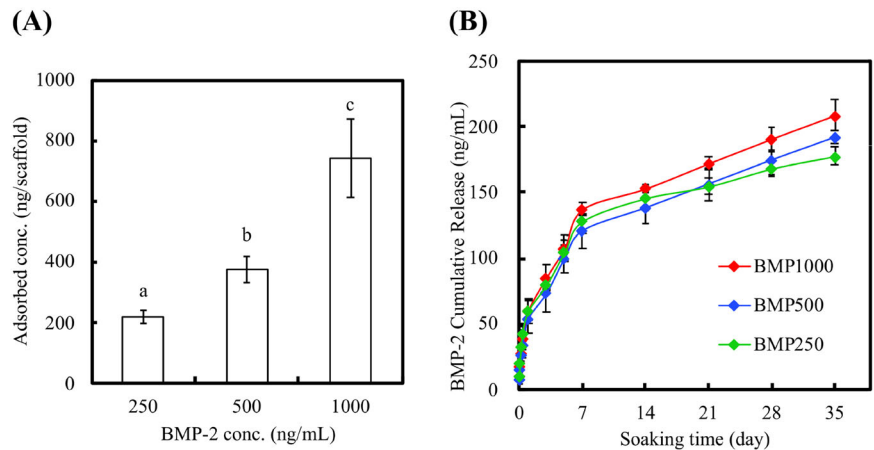 (A)
Adsorbed conc. (ng/scaffold)
1000
800
600
400
200
0
a
b
c
250 500 1000
BMP-2 conc. (ng/mL)
(B)
BMP-2 Cumulative Release (ng/mL)
250
200
150
100
50
0
BMP1000
BMP500
BMP250
0 7 14 21 28 35
Soaking time (day)